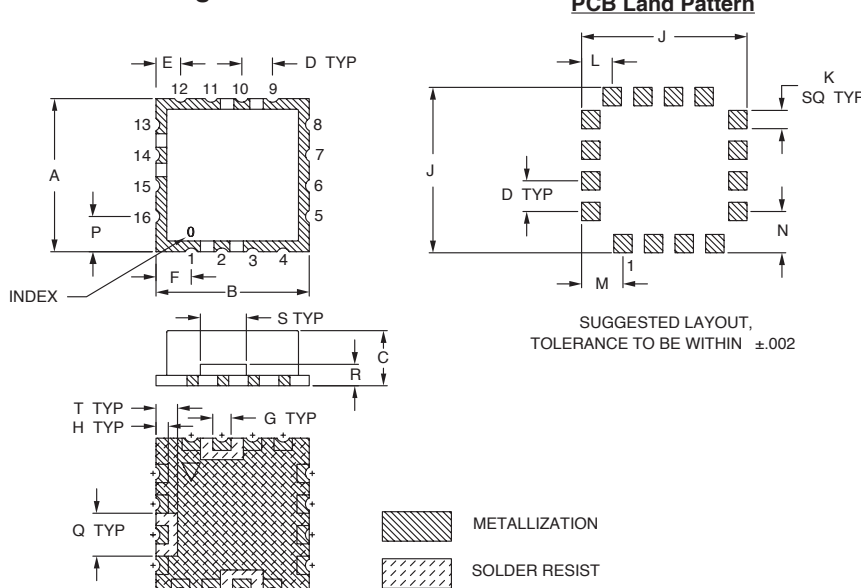 PCB Land Pattern
E
D TYP
12 11 10 9
13
14
15
16
8
7
6
5
A
P
0
1 2 3 4
F
B
INDEX
J
L
K
SQ TYP
J
D TYP
N
1
M
SUGGESTED LAYOUT,
TOLERANCE TO BE WITHIN ±.002
S TYP
C
R
T TYP
H TYP
G TYP
Q TYP
METALLIZATION
SOLDER RESIST